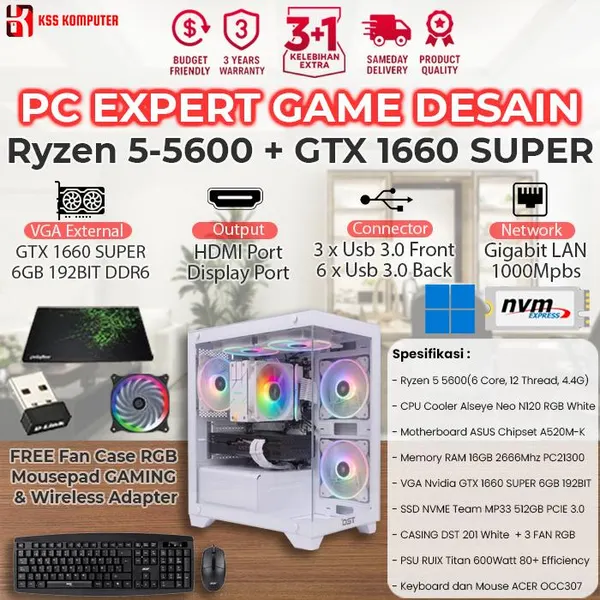 KSS KOMPUTER
BUDGET
FRIENDLY
3
3 YEARS
WARRANTY
3+1
KELEBIHAN
EXTRA
SAMEDAY
DELIVERY
PRODUCT
QUALITY
PC EXPERT GAME DESAIN
Ryzen 5-5600 + GTX 1660 SUPER
VGA External
GTX 1660 SUPER
6GB 192BIT DDR6
Output
HDMI Port
Display Port
Connector
3 x Usb 3.0 Front
6 x Usb 3.0 Back
Network
Gigabit LAN
1000Mpbs
nvm
EXPRESS
D-LINK
FREE Fan Case RGB
Mousepad GAMING
& Wireless Adapter
DST
Spesifikasi :
- Ryzen 5 5600(6 Core, 12 Thread, 4.4G)
- CPU Cooler Alseye Neo N120 RGB White
- Motherboard ASUS Chipset A520M-K
- Memory RAM 16GB 2666Mhz PC21300
- VGA Nvidia GTX 1660 SUPER 6GB 192BIT
- SSD NVME Team MP33 512GB PCIE 3.0
- CASING DST 201 White + 3 FAN RGB
- PSU RUIX Titan 600Watt 80+ Efficiency
- Keyboard dan Mouse ACER OCC307